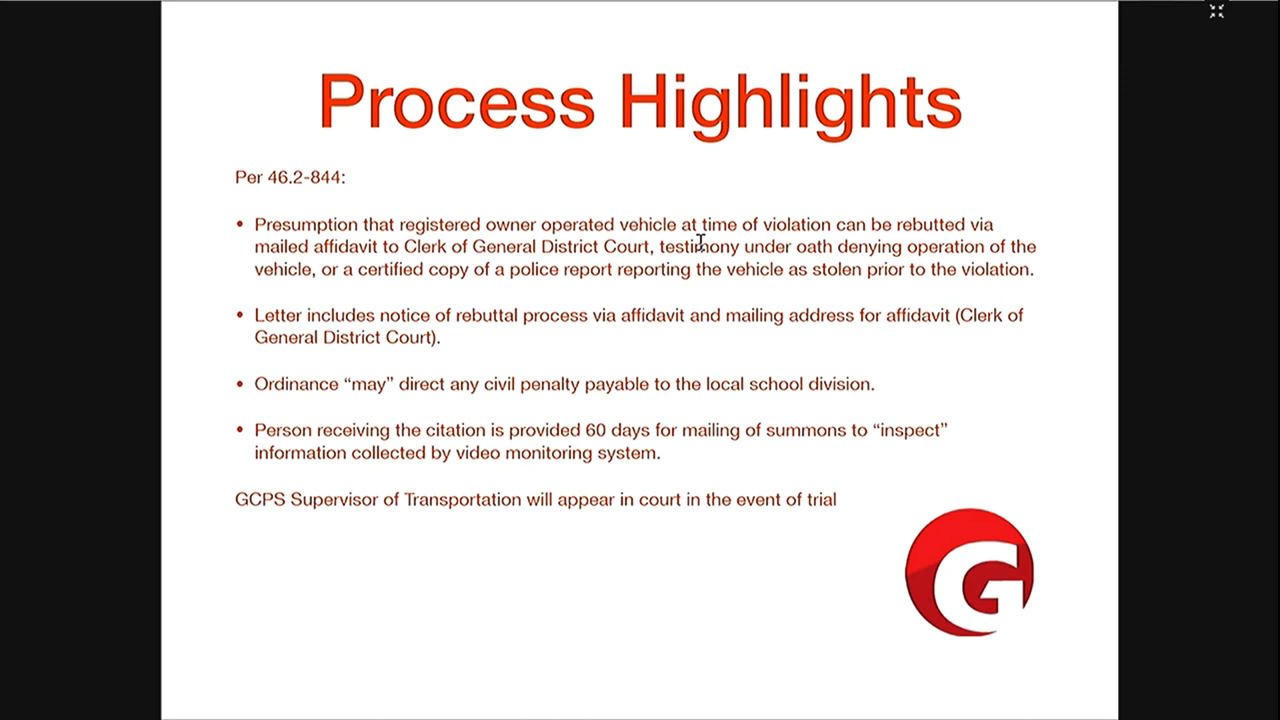 Process Highlights
Per 46.2-844:
• Presumption that registered owner operated vehicle at time of violation can be rebutted via
mailed affidavit to Clerk of General District Court, testimony under oath denying operation of the
vehicle, or a certified copy of a police report reporting the vehicle as stolen prior to the violation.
• Letter includes notice of rebuttal process via affidavit and mailing address for affidavit (Clerk of
General District Court).
• Ordinance “may” direct any civil penalty payable to the local school division.
• Person receiving the citation is provided 60 days for mailing of summons to “inspect”
information collected by video monitoring system.
GCPS Supervisor of Transportation will appear in court in the event of trial
G